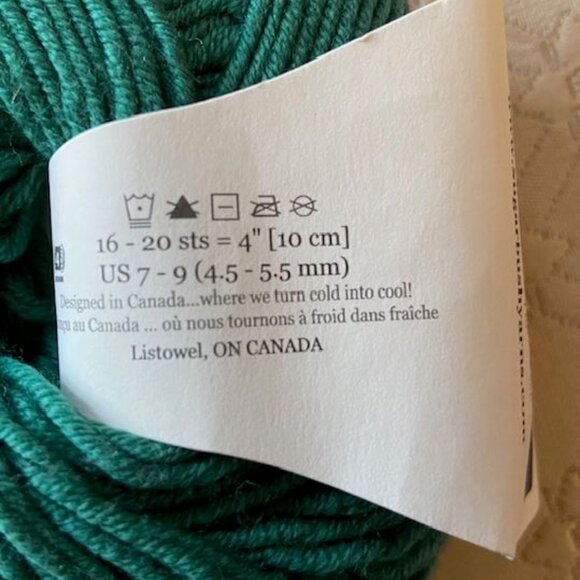 16 - 20 sts = 4" [10 cm]
US 7 - 9 (4.5 - 5.5 mm)
Designed in Canada...where we turn cold into cool!
au Canada ... où nous tournons à froid dans fraîche
Listowel, ON CANADA